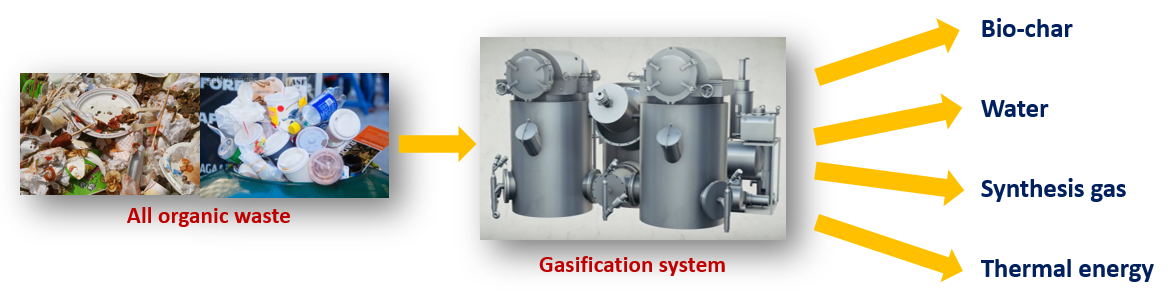 Bio-char
Water
All organic waste
Synthesis gas
Gasification system
Thermal energy